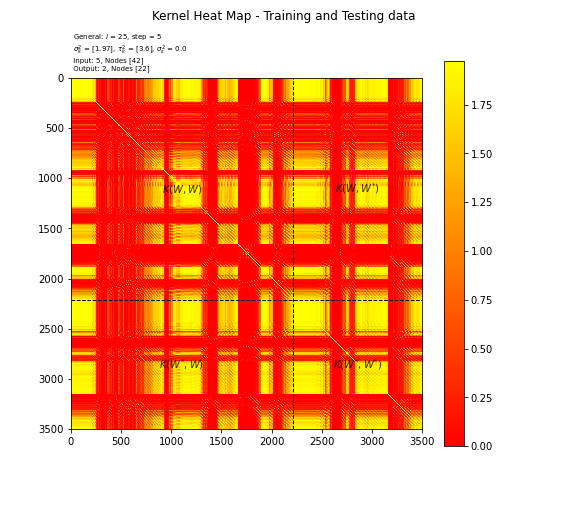 Kernel Heat Map - Training and Testing data
General: l = 25, step = 5
σ²ₖ = [1.97], τ²ₖ = [3.6], σ²ₑ = 0.0
Input: 5, Nodes [42]
Output: 2, Nodes [22]
0
500
1000
1500
2000
2500
3000
3500
0 500 1000 1500 2000 2500 3000 3500
K(W, W) K(W, W*)
K(W*, W) K(W*, W*)
1.75
1.50
1.25
1.00
0.75
0.50
0.25
0.00